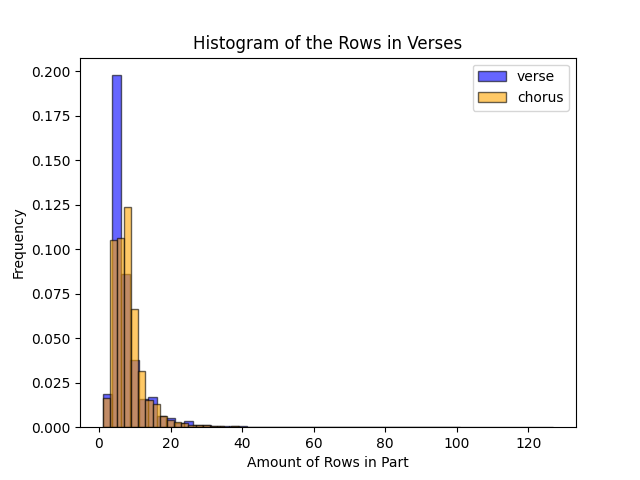 Histogram of the Rows in Verses
verse
chorus
0.200
0.175
0.150
0.125
0.100
0.075
0.050
0.025
0.000
Frequency
0 20 40 60 80 100 120
Amount of Rows in Part